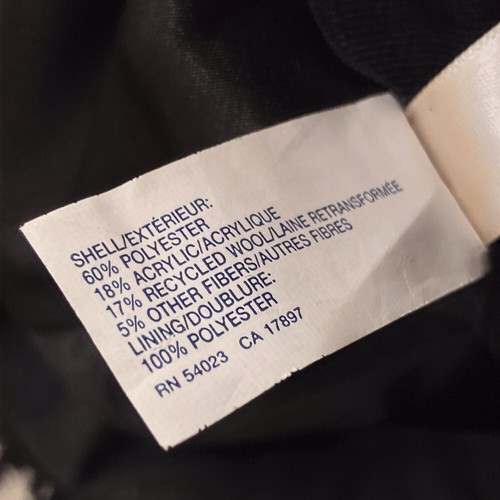 SHELL/EXTÉRIEUR:
60% POLYESTER
18% ACRYLIC/ACRYLIQUE
17% RECYCLED WOOL/LAINE RETRANSFORMÉE
5% OTHER FIBERS/AUTRES FIBRES
LINING/DOUBLURE:
100% POLYESTER
RN 54023 CA 17897